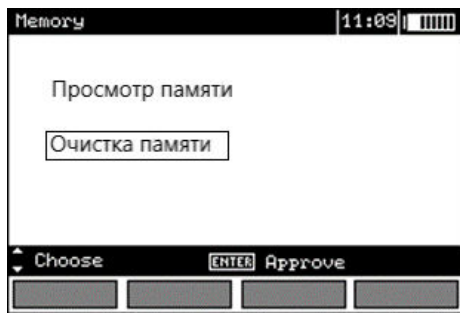 Memory 11:09
Просмотр памяти
Очистка памяти
Choose ENTER Approve